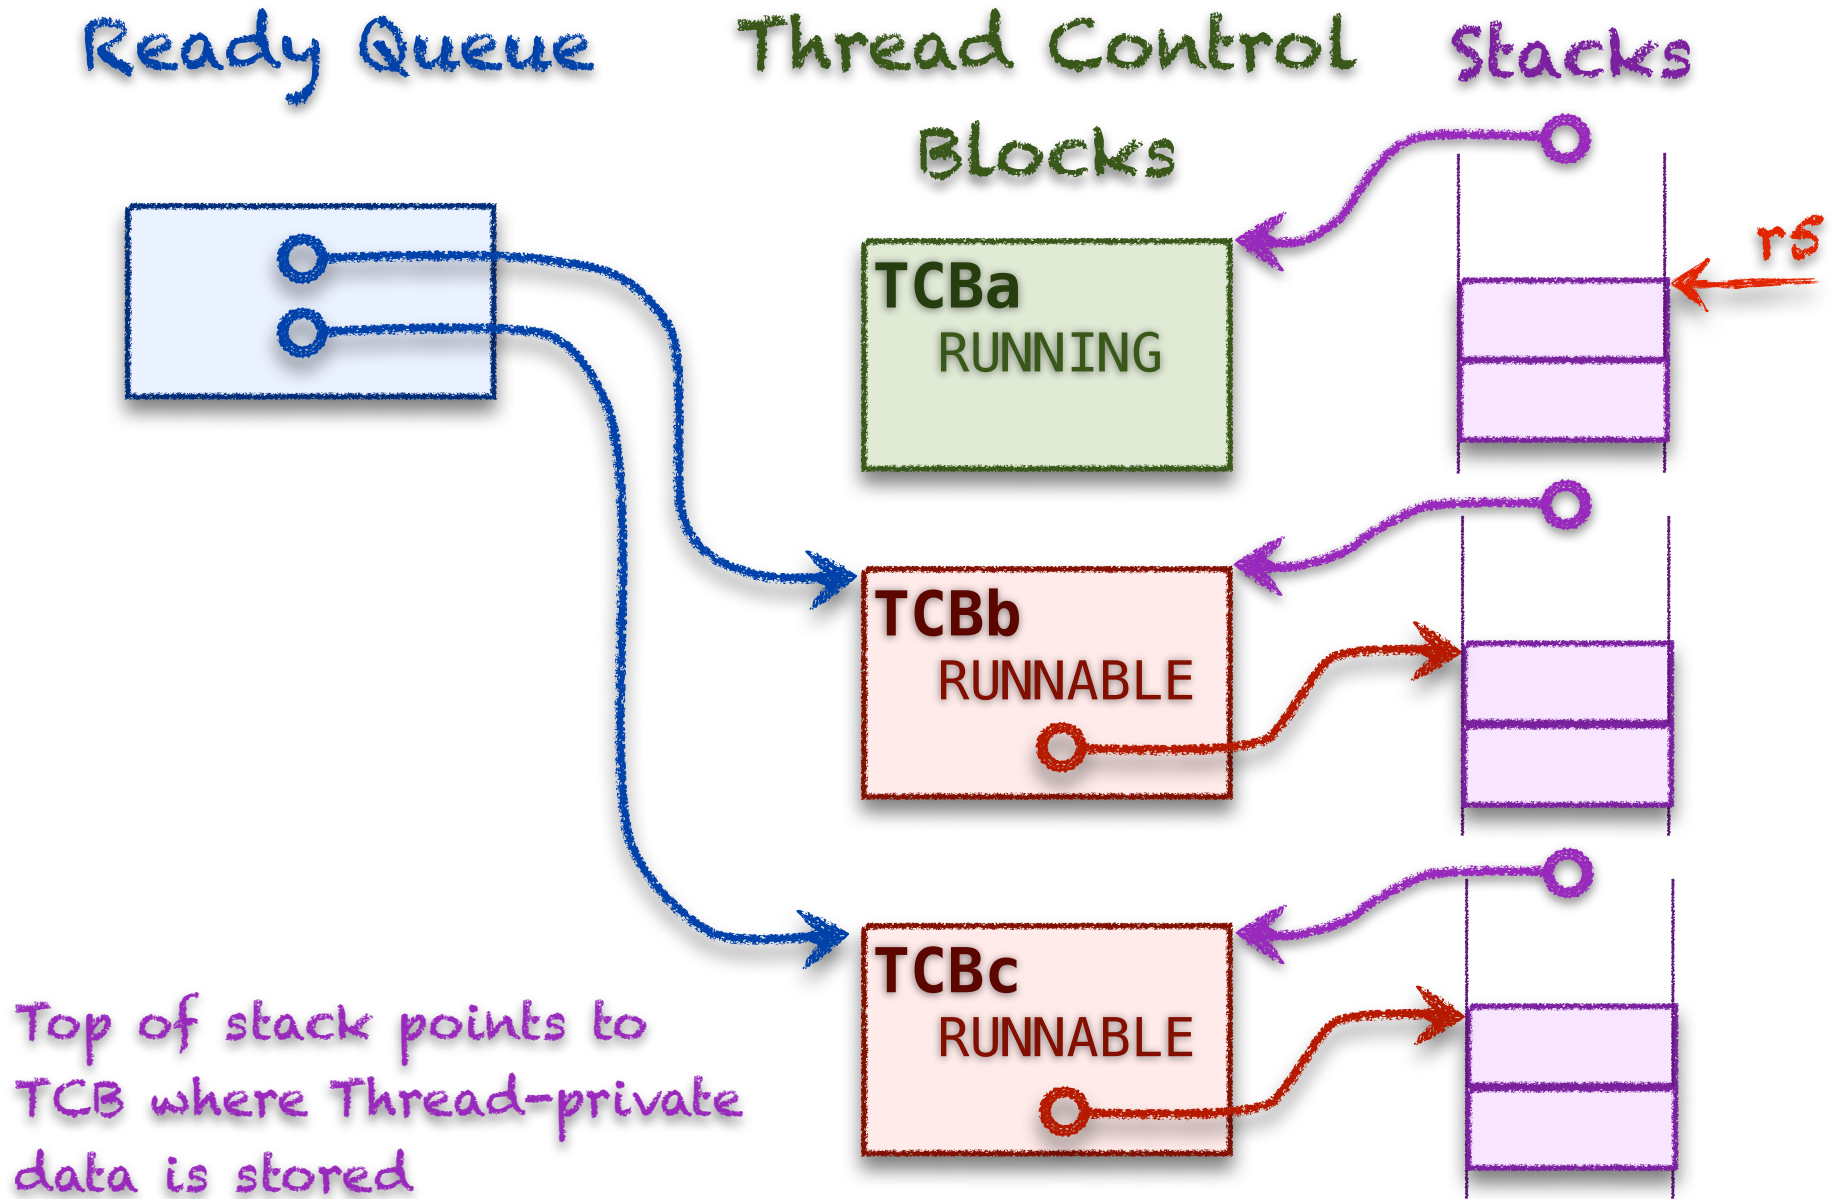 Ready Queue
Thread Control
Blocks
Stacks
rs
TCBa
RUNNING
TCBb
RUNNABLE
TCBc
RUNNABLE
Top of stack points to
TCB where Thread-private
data is stored